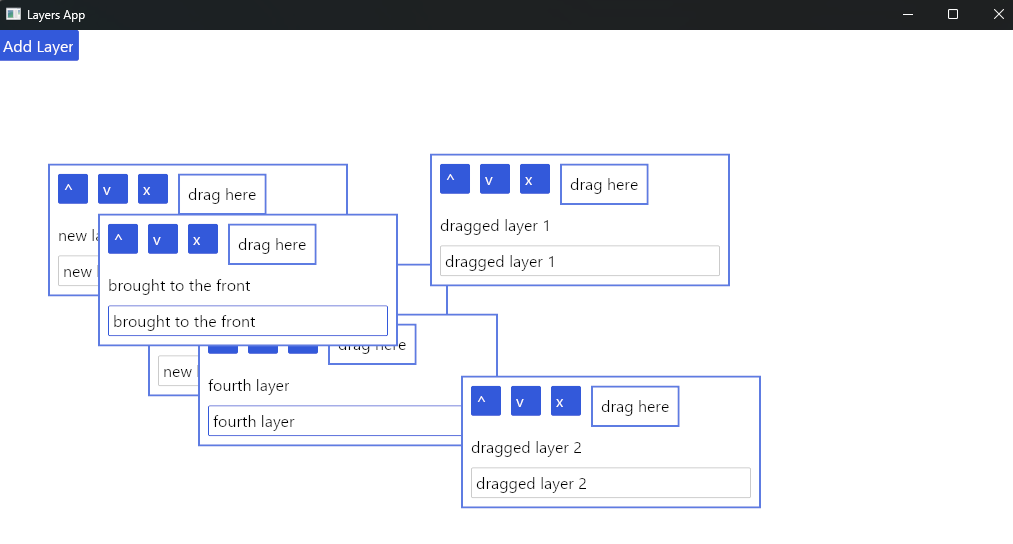 Layers App
Add Layer
^ v x drag here
new
new
^ v x drag here
brought to the front
brought to the front
^ v x drag here
dragged layer 1
dragged layer 1
drag here
new
fourth layer
fourth layer
^ v x drag here
dragged layer 2
dragged layer 2